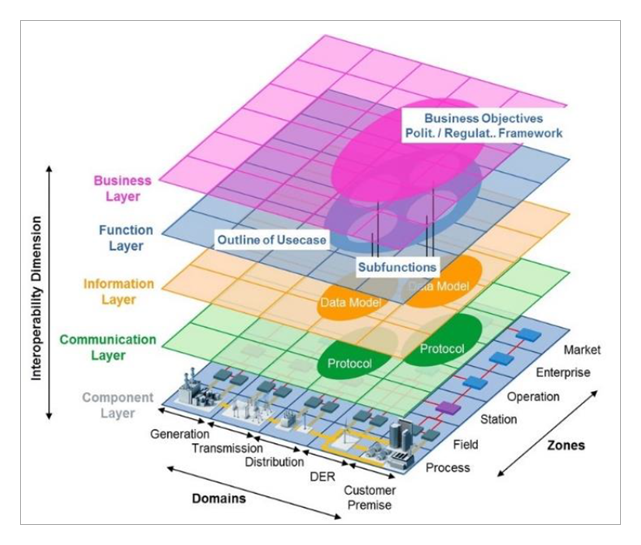 Business Objectives
Polit. / Regulat.. Framework
Business
Layer
Function
Layer
Outline of Usecase
Subfunctions
Information
Layer
Data Model
Data Model
Communication
Layer
Protocol
Protocol
Component
Layer
Interoperability Dimension
Generation
Transmission
Distribution
DER
Customer
Premise
Domains
Market
Enterprise
Operation
Station
Field
Process
Zones